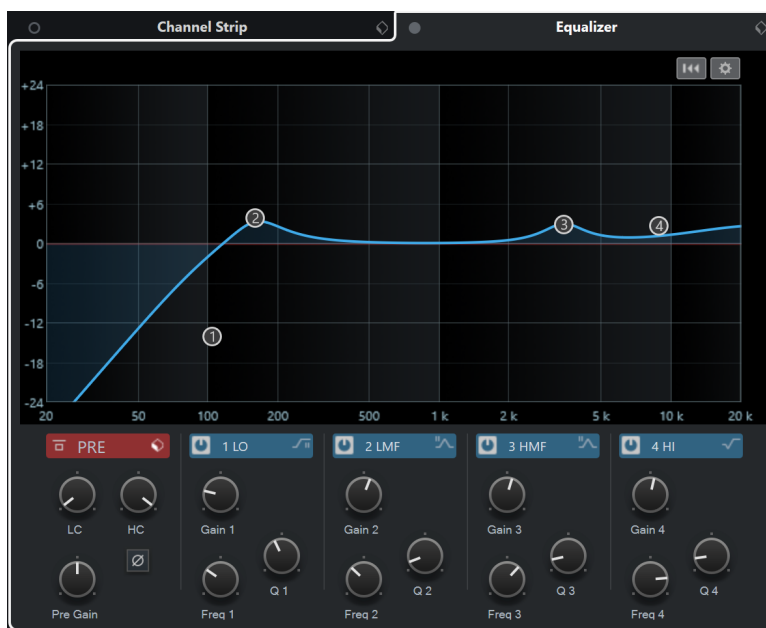 Channel Strip Equalizer
+24
+18
+12
+6
0
-6
-12
-18
-24
2
3
4
1
20 50 100 200 500 1 k 2 k 5 k 10 k 20 k
PRE 1 LO 2 LMF 3 HMF 4 HI
LC HC Gain 1 Gain 2 Gain 3 Gain 4
Ø Q 1 Q 2 Q 3 Q 4
Pre Gain Freq 1 Freq 2 Freq 3 Freq 4